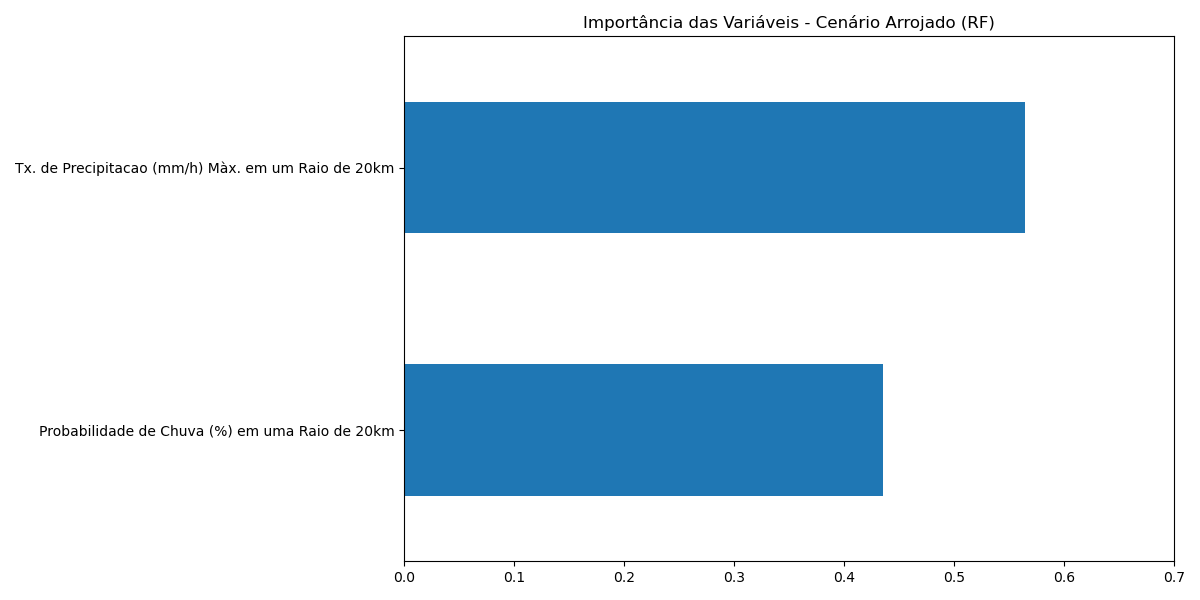 Importância das Variáveis - Cenário Arrojado (RF)
Tx. de Precipitacao (mm/h) Màx. em um Raio de 20km
Probabilidade de Chuva (%) em uma Raio de 20km
0.0 0.1 0.2 0.3 0.4 0.5 0.6 0.7